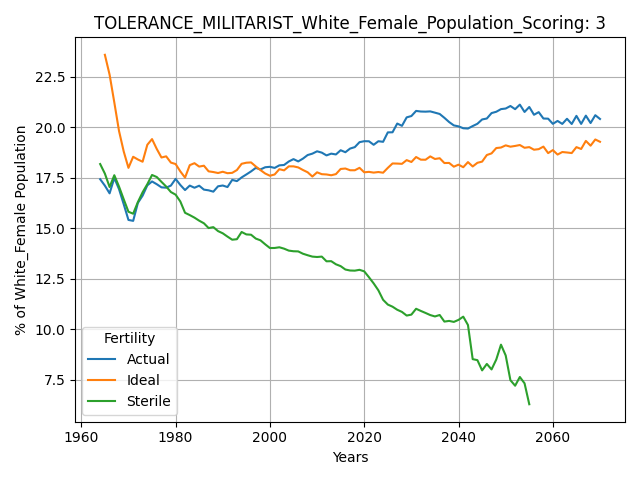 TOLERANCE_MILITARIST_White_Female_Population_Scoring: 3
% of White_Female Population
22.5
20.0
17.5
15.0
12.5
10.0
7.5
Fertility
Actual
Ideal
Sterile
1960
1980
2000
2020
2040
2060
Years